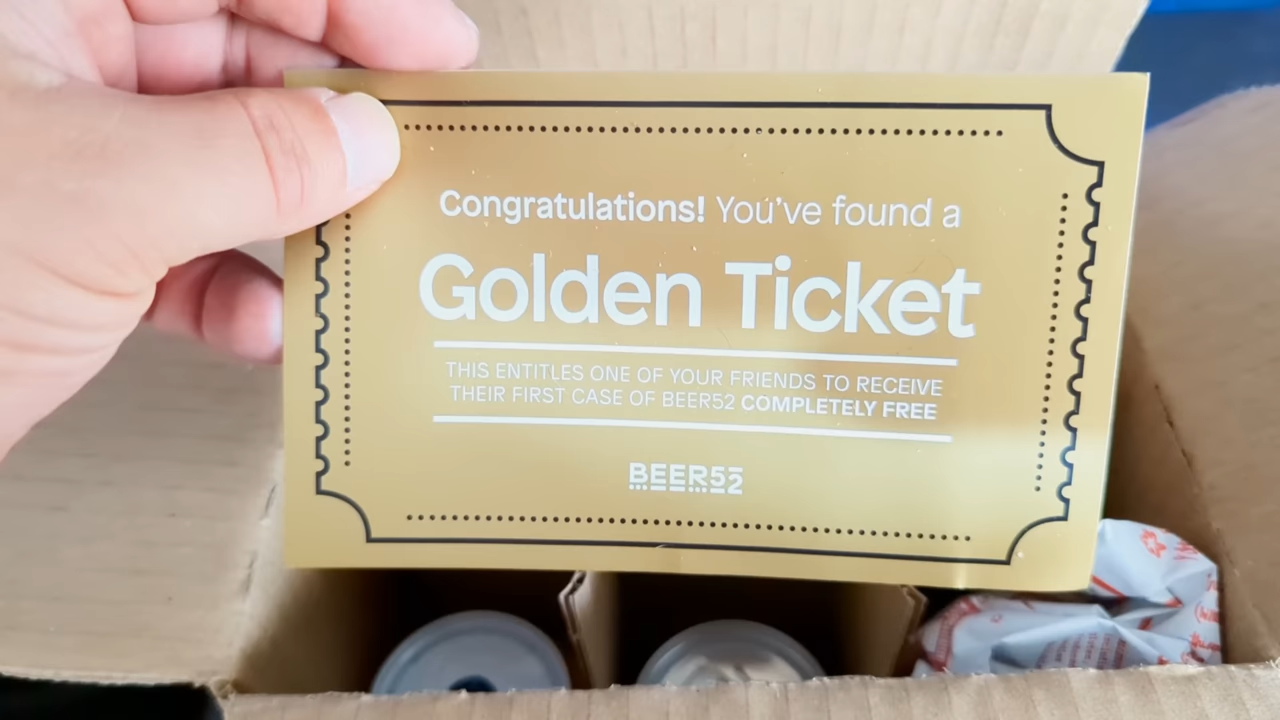 Congratulations! You've found a
Golden Ticket
THIS ENTITLES ONE OF YOUR FRIENDS TO RECEIVE
THEIR FIRST CASE OF BEER52 COMPLETELY FREE
BEER52